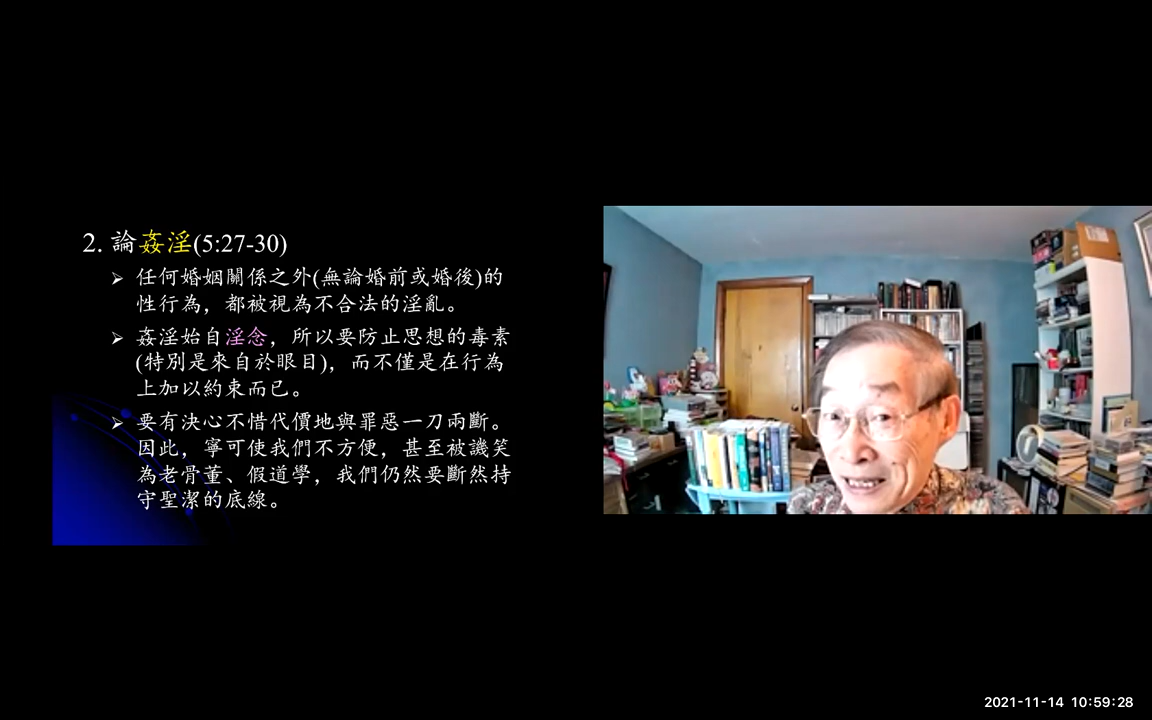 2. 論姦淫(5:27-30)
任何婚姻關係之外(無論婚前或婚後)的
性行為，都被視為不合法的淫亂。
姦淫始自淫念，所以要防止思想的毒素
(特別是來自於眼目)，而不僅是在行為
上加以約束而已。
要有決心不惜代價地與罪惡一刀兩斷。
因此，寧可使我們不方便，甚至被譏笑
為老骨董、假道學，我們仍然要斷然持
守聖潔的底線。
2021-11-14 10:59:28